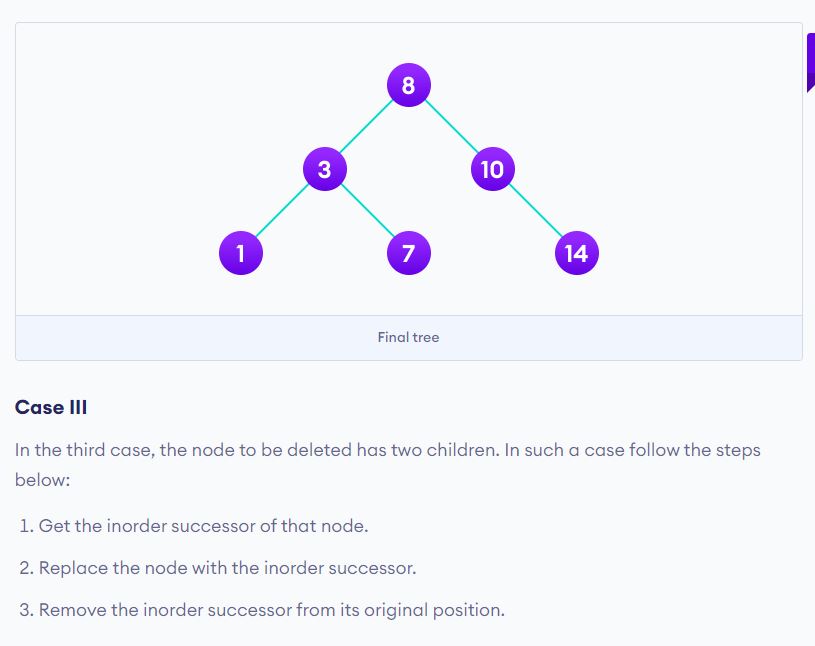 8
3 10
1 7 14
Final tree
Case III
In the third case, the node to be deleted has two children. In such a case follow the steps
below:
1. Get the inorder successor of that node.
2. Replace the node with the inorder successor.
3. Remove the inorder successor from its original position.